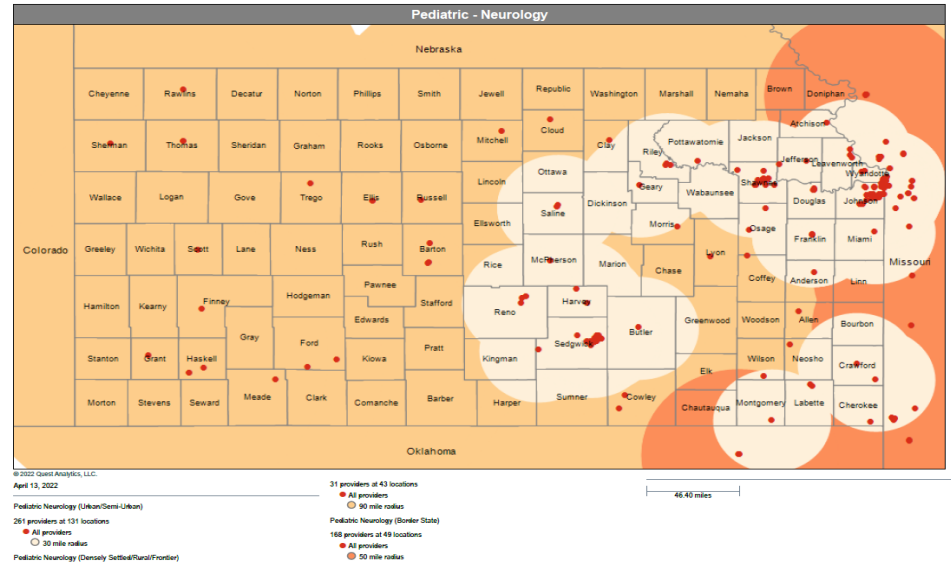 Pediatric - Neurology
Nebraska
Cheyenne Rawlins Decatur Norton Phillips Smith Jewell Republic Washington Marshall Nemaha Brown Doniphan
Atchison
Sherman Thomas Sheridan Graham Rooks Osborne Mitchell Cloud Clay Riley Pottawatomie Jackson
Jefferson Leavenworth
Wyandotte
Wallace Logan Gove Trego Ellis Russell Lincoln Ottawa Geary Wabaunsee Shawnee Douglas Johnson
Saline Dickinson
Ellsworth Morris Osage Franklin Miami
Colorado Greeley Wichita Scott Lane Ness Rush Barton Rice McPherson Marion Chase Lyon Coffey Anderson Linn Missouri
Hamilton Kearny Finney Hodgeman Pawnee Stafford Reno Harvey
Edwards
Gray Ford Sedgwick Butler Greenwood Woodson Allen Bourbon
Stanton Grant Haskell Kiowa Pratt Kingman Elk Wilson Neosho Crawford
Morton Stevens Seward Meade Clark Comanche Barber Harper Sumner Cowley Chautauqua Montgomery Labette Cherokee
Oklahoma
© 2022 Quest Analytics, LLC.
April 13, 2022
Pediatric Neurology (Urban/Semi-Urban)
261 providers at 131 locations
All providers
30 mile radius
Pediatric Neurology (Densely Settled/Rural/Frontier)
31 providers at 43 locations
All providers
90 mile radius
Pediatric Neurology (Border State)
168 providers at 49 locations
All providers
50 mile radius
46.40 miles